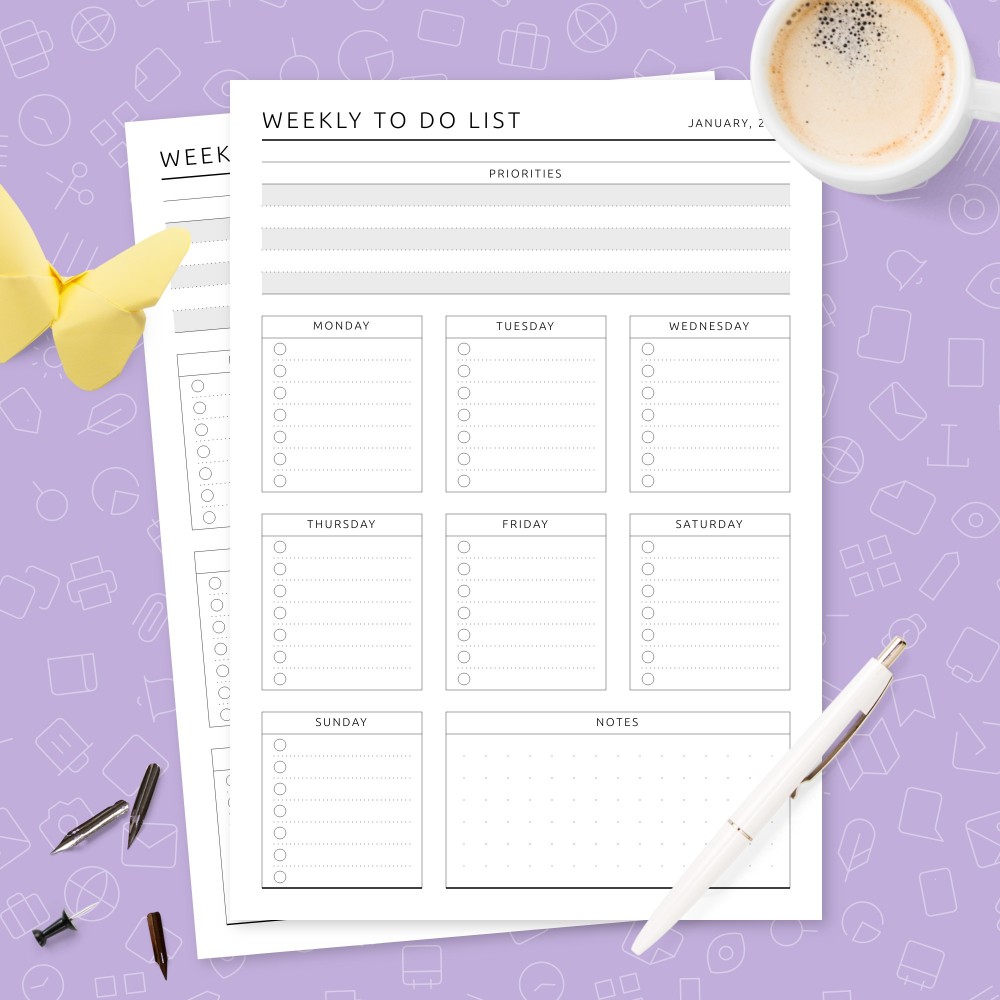 WEEKLY TO DO LIST
JANUARY, 2
PRIORITIES
MONDAY TUESDAY WEDNESDAY
THURSDAY FRIDAY SATURDAY
SUNDAY NOTES
WEEK